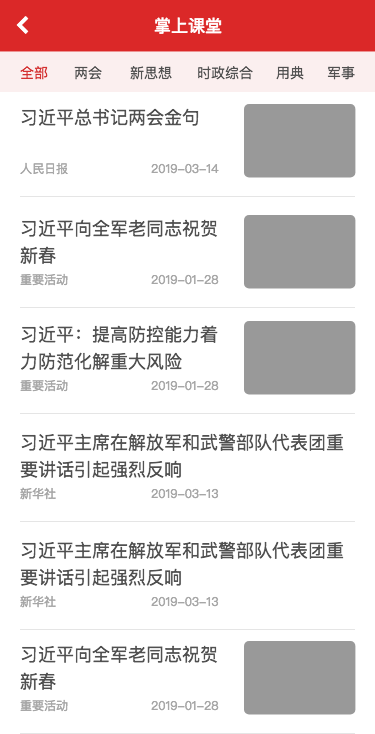 掌上课堂
全部 两会 新思想 时政综合 用典 军事
习近平总书记两会金句
人民日报 2019-03-14
习近平向全军老同志祝贺
新春
重要活动 2019-01-28
习近平：提高防控能力着
力防范化解重大风险
重要活动 2019-01-28
习近平主席在解放军和武警部队代表团重
要讲话引起强烈反响
新华社 2019-03-13
习近平主席在解放军和武警部队代表团重
要讲话引起强烈反响
新华社 2019-03-13
习近平向全军老同志祝贺
新春
重要活动 2019-01-28